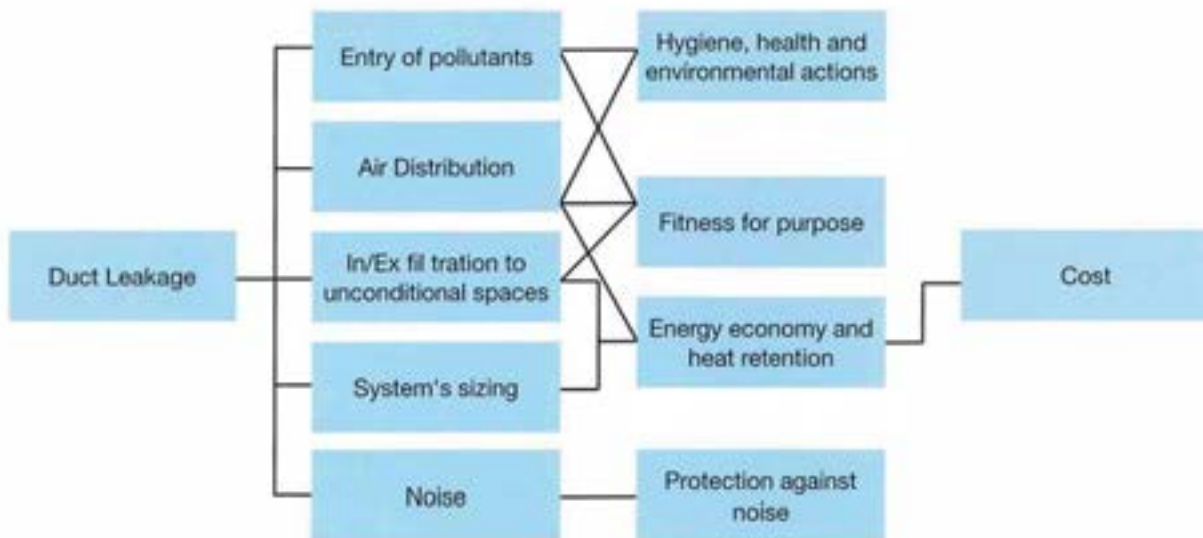 Entry of pollutants
Hygiene, health and
environmental actions
Air Distribution
Fitness for purpose
Duct Leakage
In/Ex fil tration to
unconditional spaces
Cost
Energy economy and
heat retention
System's sizing
Noise
Protection against
noise